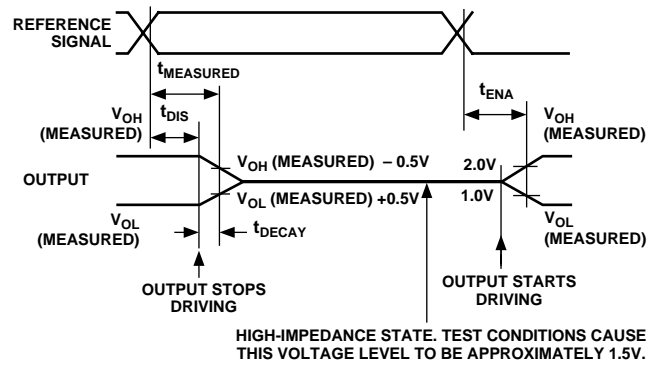 REFERENCE
SIGNAL
tMEASURED
tENA
VOH
(MEASURED)
tDIS
VOH
(MEASURED)
VOH (MEASURED) – 0.5V
2.0V
OUTPUT
VOL (MEASURED) +0.5V
1.0V
VOL
(MEASURED)
tDECAY
VOL
(MEASURED)
OUTPUT STOPS
DRIVING
OUTPUT STARTS
DRIVING
HIGH-IMPEDANCE STATE. TEST CONDITIONS CAUSE
THIS VOLTAGE LEVEL TO BE APPROXIMATELY 1.5V.